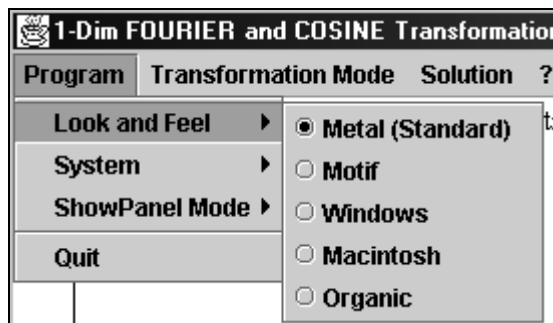 1-Dim FOURIER and COSINE Transformation
Program Transformation Mode Solution ?
Look and Feel
System
ShowPanel Mode
Quit
Metal (Standard)
Motif
Windows
Macintosh
Organic